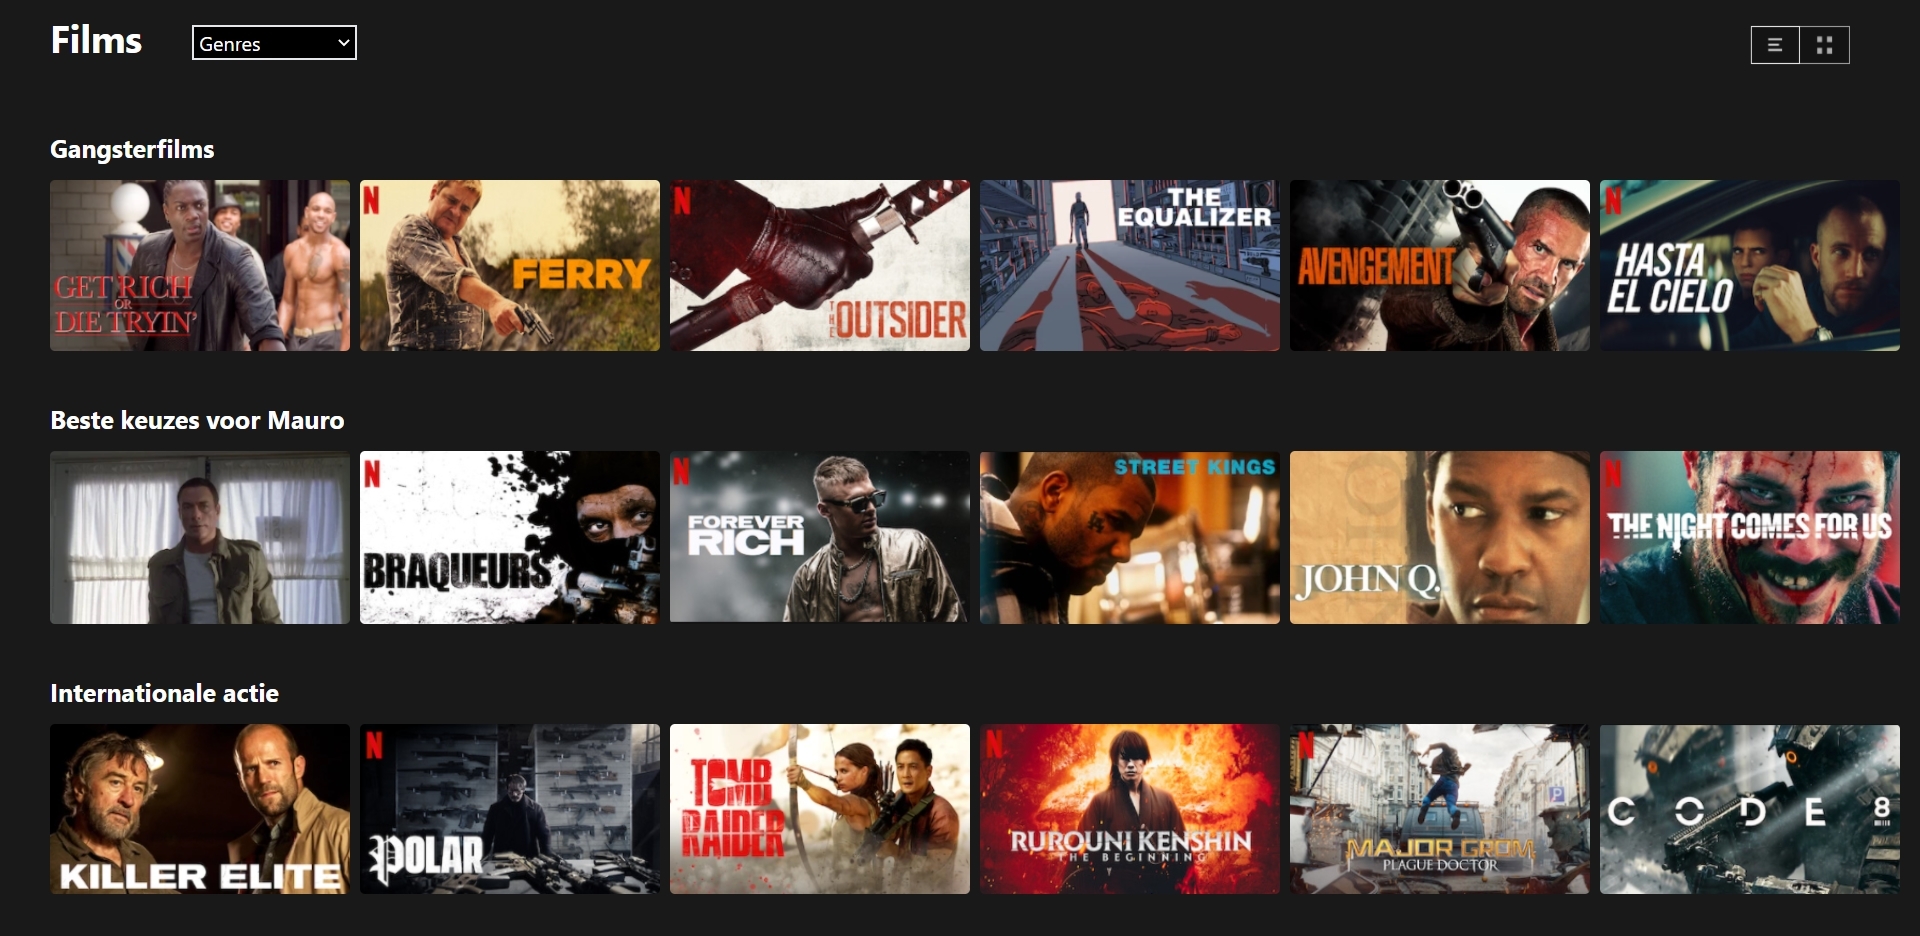 Films
Genres
Gangsterfilms
GET RICH
OR
DIE TRYIN'
N
FERRY
N
THE
OUTSIDER
THE
EQUALIZER
AVENGEMENT
N
HASTA
EL CIELO
Beste keuzes voor Mauro
N
BRAQUEURS
N
FOREVER
RICH
STREET KINGS
JOHN Q.
N
THE NIGHT COMES FOR US
Internationale actie
KILLER ELITE
N
POLAR
TOMB
RAIDER
N
RUROUNI KENSHIN
THE BEGINNING
N
P
MAJOR GROM
PLAGUE DOCTOR
CODE 8